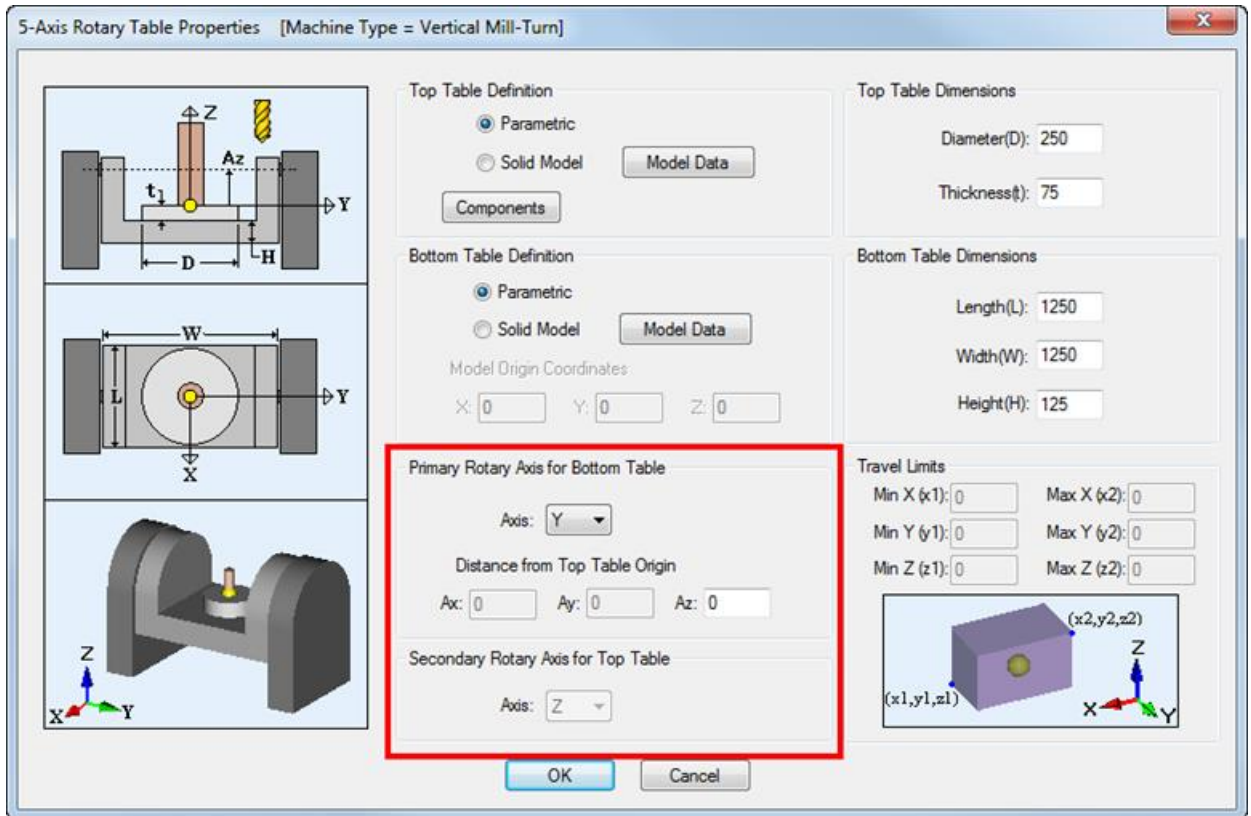 5-Axis Rotary Table Properties [Machine Type = Vertical Mill-Turn]
Z
Az
t1
Y
D
H
W
L
Y
X
Z
X
Y
Top Table Definition
Parametric
Solid Model
Model Data
Components
Bottom Table Definition
Parametric
Solid Model
Model Data
Model Origin Coordinates
X: 0 Y: 0 Z: 0
Primary Rotary Axis for Bottom Table
Axis: Y
Distance from Top Table Origin
Ax: 0 Ay: 0 Az: 0
Secondary Rotary Axis for Top Table
Axis: Z
Top Table Dimensions
Diameter(D): 250
Thickness(t): 75
Bottom Table Dimensions
Length(L): 1250
Width(W): 1250
Height(H): 125
Travel Limits
Min X (x1): 0 Max X (x2): 0
Min Y (y1): 0 Max Y (y2): 0
Min Z (z1): 0 Max Z (z2): 0
(x2,y2,z2)
Z
(x1,y1,z1)
X
Y
OK Cancel